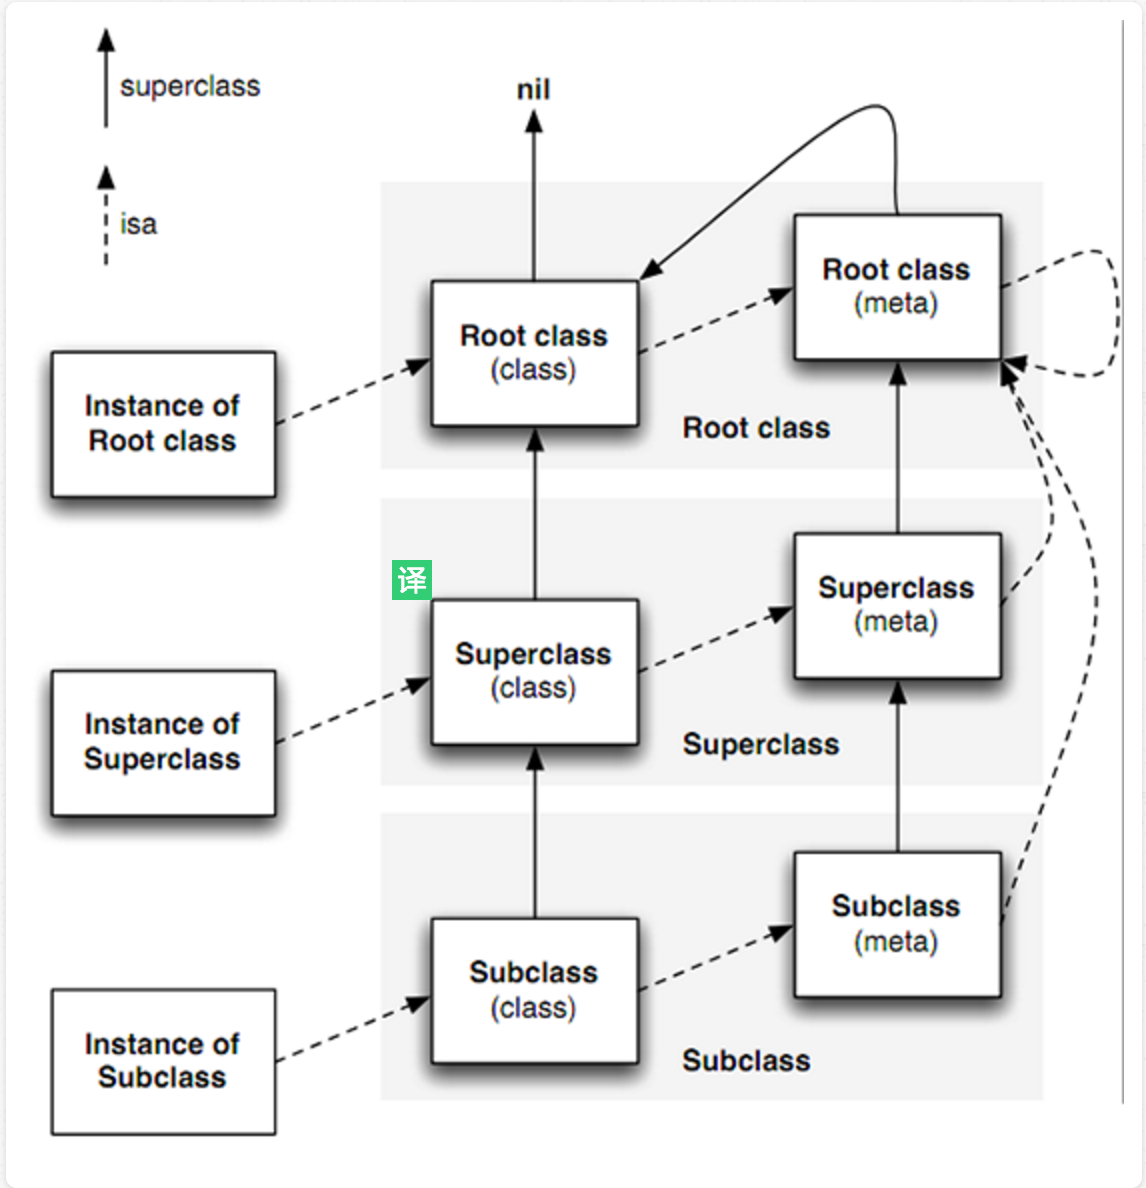 superclass
nil
isa
Root class
(meta)
Root class
(class)
Instance of
Root class
Root class
译
Superclass
(meta)
Superclass
(class)
Instance of
Superclass
Superclass
Subclass
(meta)
Subclass
(class)
Instance of
Subclass
Subclass